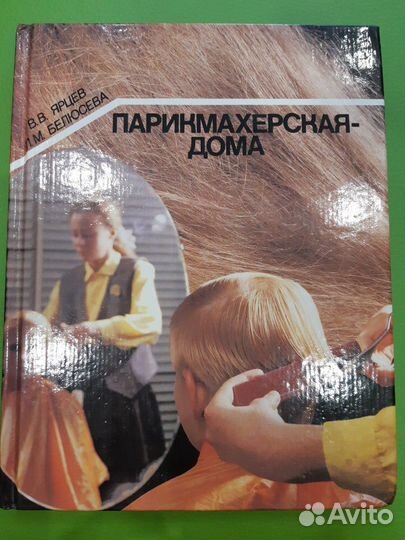 В.В. ЯРЦЕВ
И.М. БЕЛЮСЕВА
ПАРИКМАХЕРСКАЯ-
ДОМА
Avito